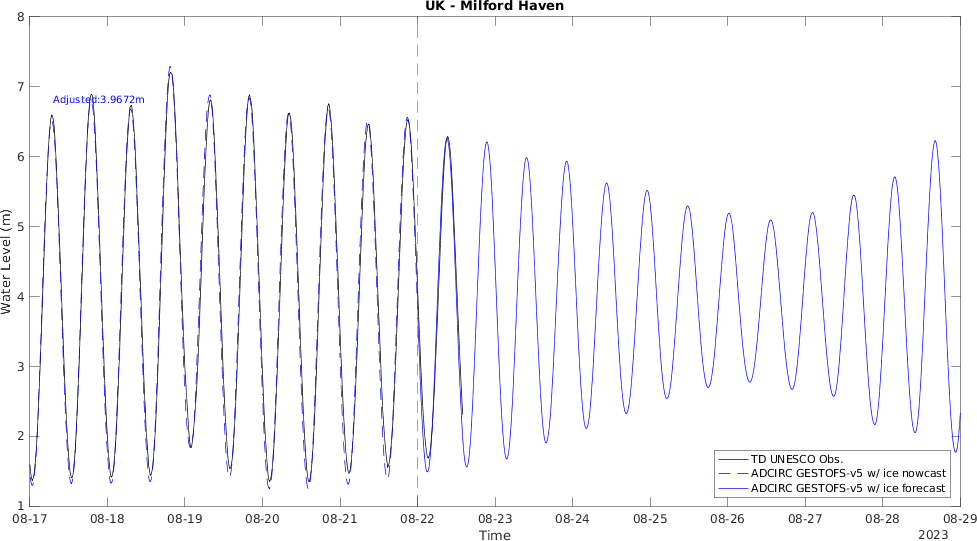 UK - Milford Haven
8
7
6
5
4
3
2
1
Water Level (m)
Adjusted:3.9672m
TD UNESCO Obs.
ADCIRC GESTOFS-v5 w/ ice nowcast
ADCIRC GESTOFS-v5 w/ ice forecast
08-17 08-18 08-19 08-20 08-21 08-22 08-23 08-24 08-25 08-26 08-27 08-28 08-29
Time
2023